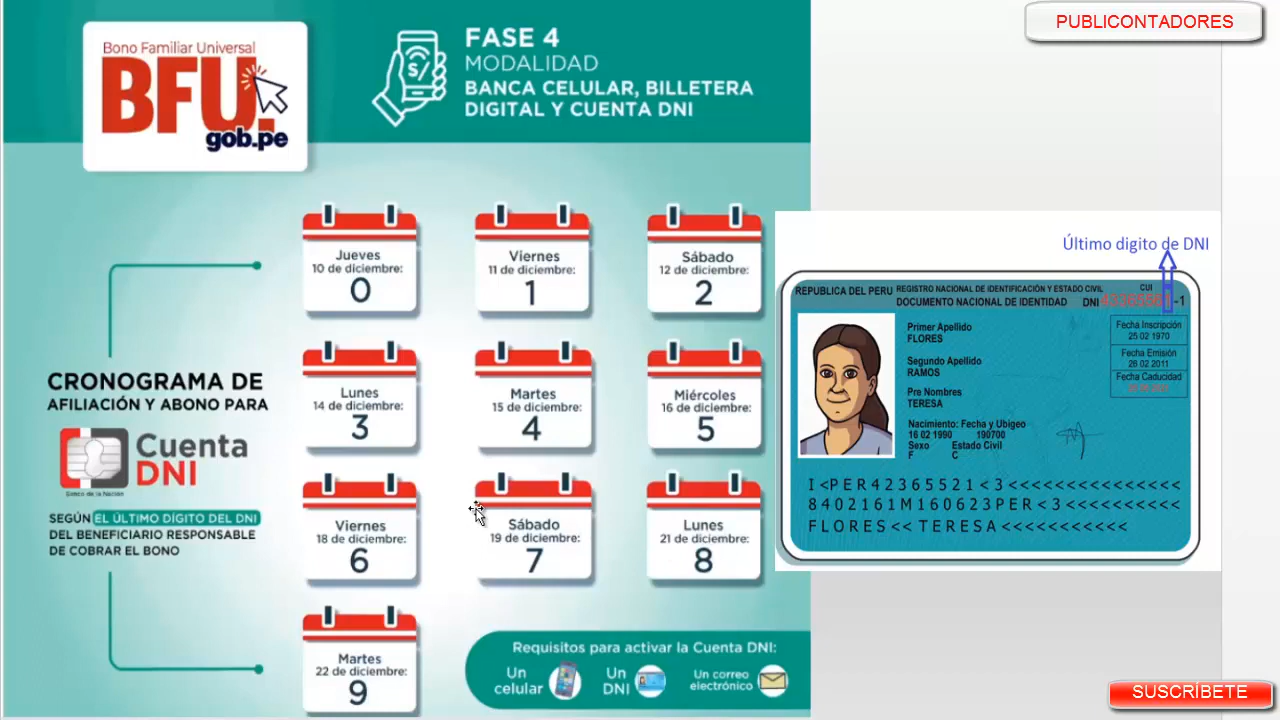 PUBLICONTADORES
Bono Familiar Universal
BFU.
gob.pe
S/
FASE 4
MODALIDAD
BANCA CELULAR, BILLETERA
DIGITAL Y CUENTA DNI
Jueves
10 de diciembre:
0
Viernes
11 de diciembre:
1
Sábado
12 de diciembre:
2
Lunes
14 de diciembre:
3
Martes
15 de diciembre:
4
Miércoles
16 de diciembre:
5
Viernes
18 de diciembre:
6
Sábado
19 de diciembre:
7
Lunes
21 de diciembre:
8
Martes
22 de diciembre:
9
CRONOGRAMA DE
AFILIACIÓN Y ABONO PARA
Cuenta
DNI
Banco de la Nación
SEGÚN EL ÚLTIMO DÍGITO DEL DNI
DEL BENEFICIARIO RESPONSABLE
DE COBRAR EL BONO
Requisitos para activar la Cuenta DNI:
Un
celular
Un
DNI
Un correo
electrónico
Último digito de DNI
REPUBLICA DEL PERU REGISTRO NACIONAL DE IDENTIFICACIÓN Y ESTADO CIVIL CUI
DOCUMENTO NACIONAL DE IDENTIDAD DNI -1
Primer Apellido
FLORES
Segundo Apellido
RAMOS
Pre Nombres
TERESA
Nacimiento: Fecha y Ubigeo
16 02 1990 190700
Sexo Estado Civil
F C
Fecha Inscripción
25 02 1970
Fecha Emisión
26 02 2011
Fecha Caducidad
I<PER42365521<3<<<<<<<<<<<<<<<
8402161M160623PER<3<<<<<<<<<<<
FLORES<<TERESA<<<<<<<<<<<
SUSCRÍBETE